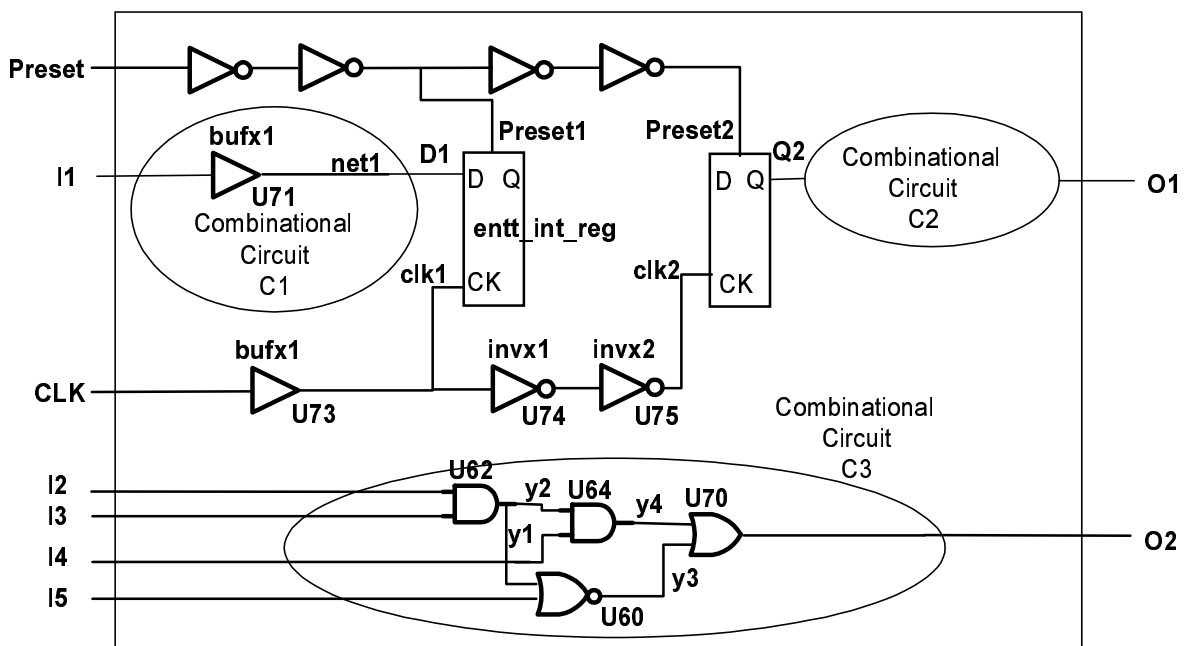 Preset
bufx1
I1
net1
U71
Combinational
Circuit
C1
D1
Preset1
D Q
entt_int_reg
clk1
CK
Preset2
Q2
D Q
clk2
CK
Combinational
Circuit
C2
O1
bufx1
CLK
U73
invx1
U74
invx2
U75
Combinational
Circuit
C3
I2
I3
I4
I5
U62
y2
y1
U64
y4
U70
y3
U60
O2